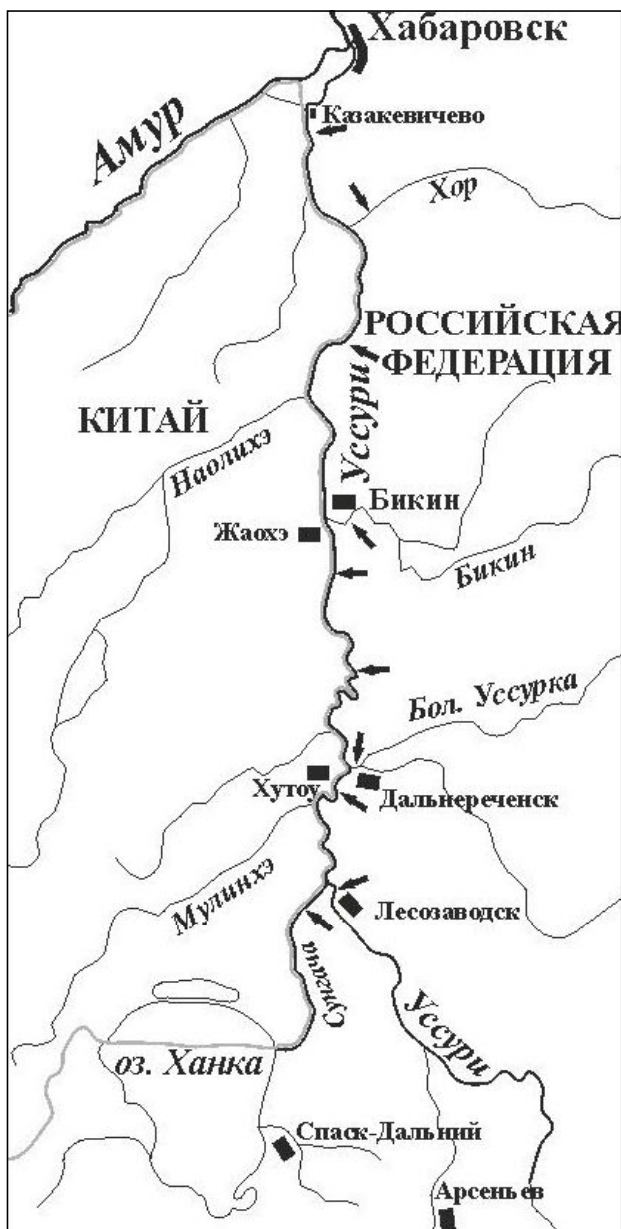 Хабаровск
Казакевичево
Амур
Хор
РОССИЙСКАЯ
ФЕДЕРАЦИЯ
Уссури
КИТАЙ
Наолихэ
Бикин
Жаохэ
Бикин
Бол. Уссурка
Хутоу
Дальнереченск
Мулинхэ
Лесозаводск
Сунгача
Уссури
оз. Ханка
Спаск-Дальний
Арсеньев